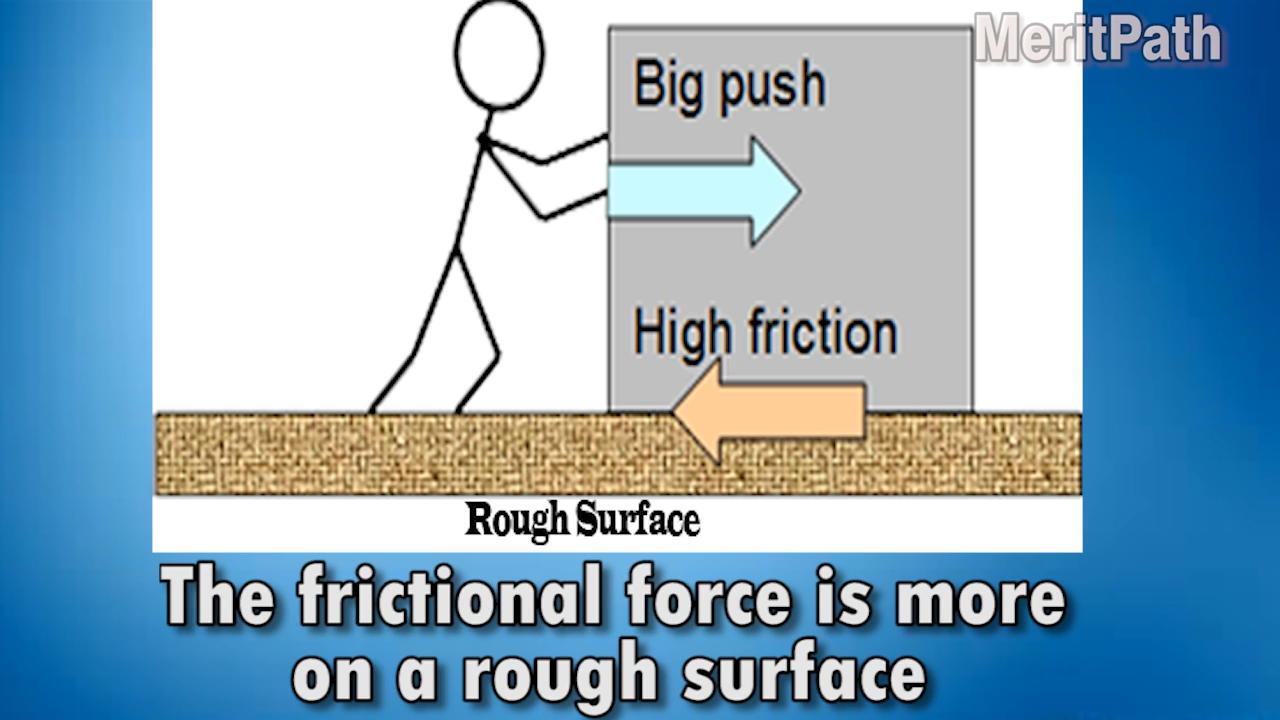 MeritPath
Big push
High friction
Rough Surface
The frictional force is more
on a rough surface